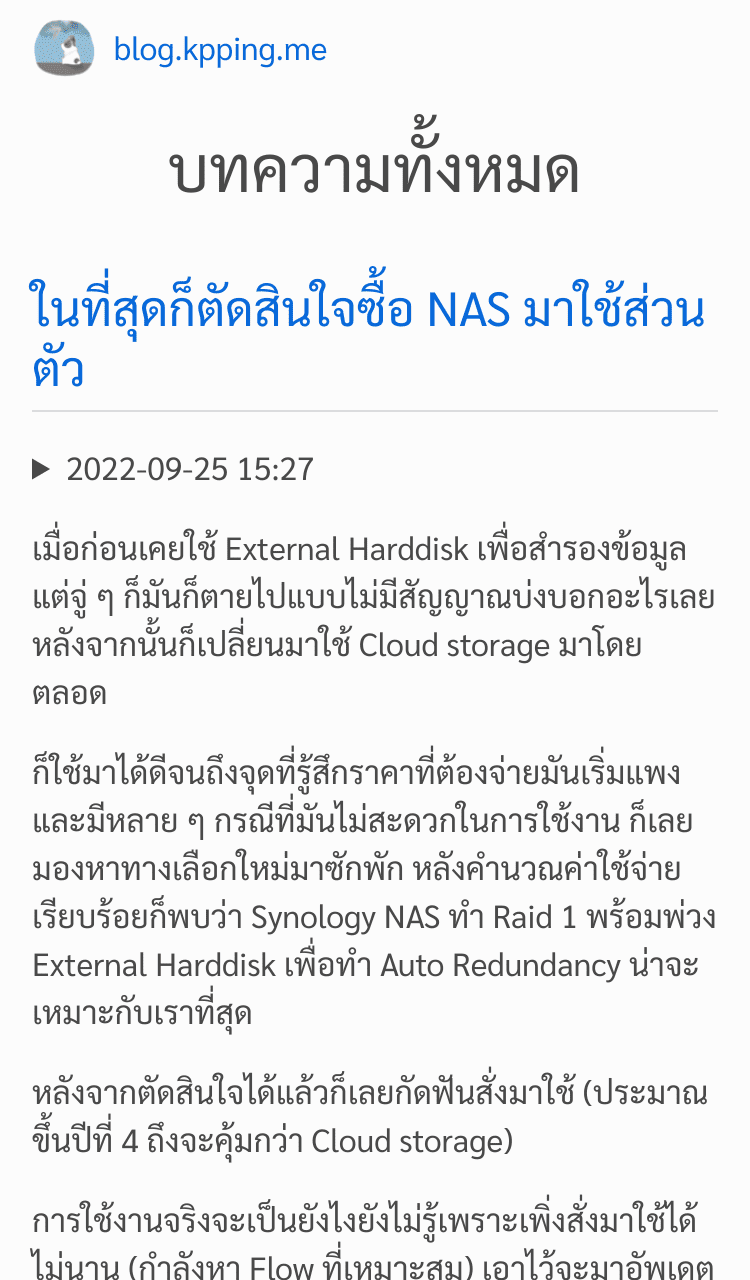 blog.kpping.me
บทความทั้งหมด
ในที่สุดก็ตัดสินใจซื้อ NAS มาใช้ส่วน
ตัว
2022-09-25 15:27
เมื่อก่อนเคยใช้ External Harddisk เพื่อสำรองข้อมูล
แต่จู่ ๆ ก็มันก็ตายไปแบบไม่มีสัญญาณบ่งบอกอะไรเลย
หลังจากนั้นก็เปลี่ยนมาใช้ Cloud storage มาโดย
ตลอด
ก็ใช้มาได้ดีจนถึงจุดที่รู้สึกราคาที่ต้องจ่ายมันเริ่มแพง
และมีหลาย ๆ กรณีที่มันไม่สะดวกในการใช้งาน ก็เลย
มองหาทางเลือกใหม่มาซักพัก หลังคำนวณค่าใช้จ่าย
เรียบร้อยก็พบว่า Synology NAS ทำ Raid 1 พร้อมพ่วง
External Harddisk เพื่อทำ Auto Redundancy น่าจะ
เหมาะกับเราที่สุด
หลังจากตัดสินใจได้แล้วก็เลยกัดฟันสั่งมาใช้ (ประมาณ
ขึ้นปีที่ 4 ถึงจะคุ้มกว่า Cloud storage)
การใช้งานจริงจะเป็นยังไงยังไม่รู้เพราะเพิ่งสั่งมาใช้ได้
ไม่นาน (กำลังหา Flow ที่เหมาะสม) เอาไว้จะมาอัพเดต